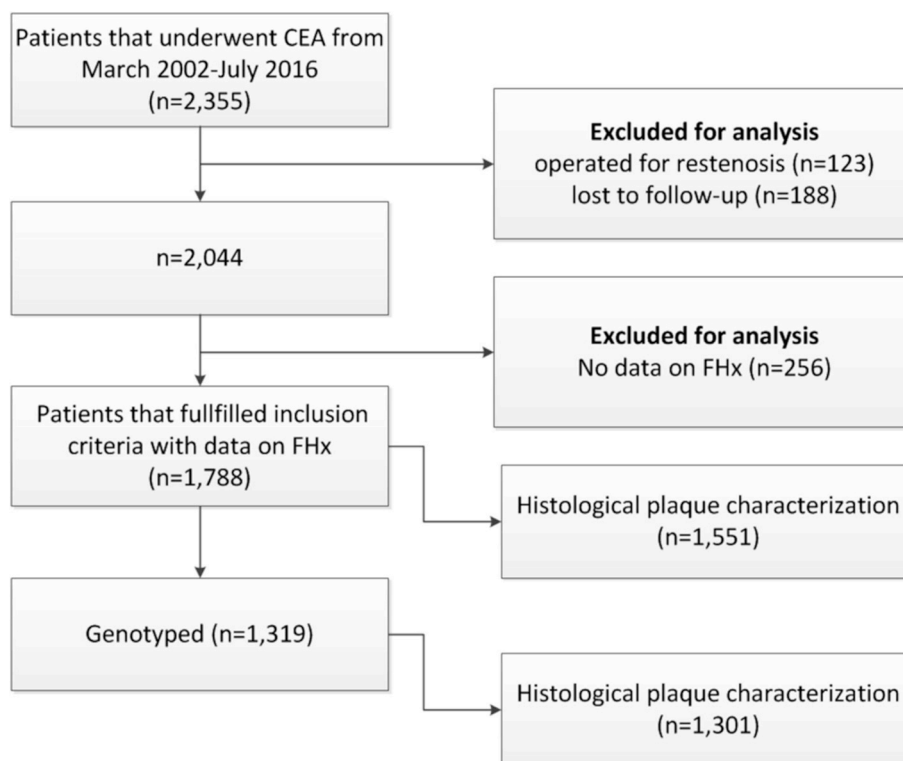 Patients that underwent CEA from
March 2002-July 2016
(n=2,355)
Excluded for analysis
operated for restenosis (n=123)
lost to follow-up (n=188)
n=2,044
Excluded for analysis
No data on FHx (n=256)
Patients that fullfilled inclusion
criteria with data on FHx
(n=1,788)
Histological plaque characterization
(n=1,551)
Genotyped (n=1,319)
Histological plaque characterization
(n=1,301)